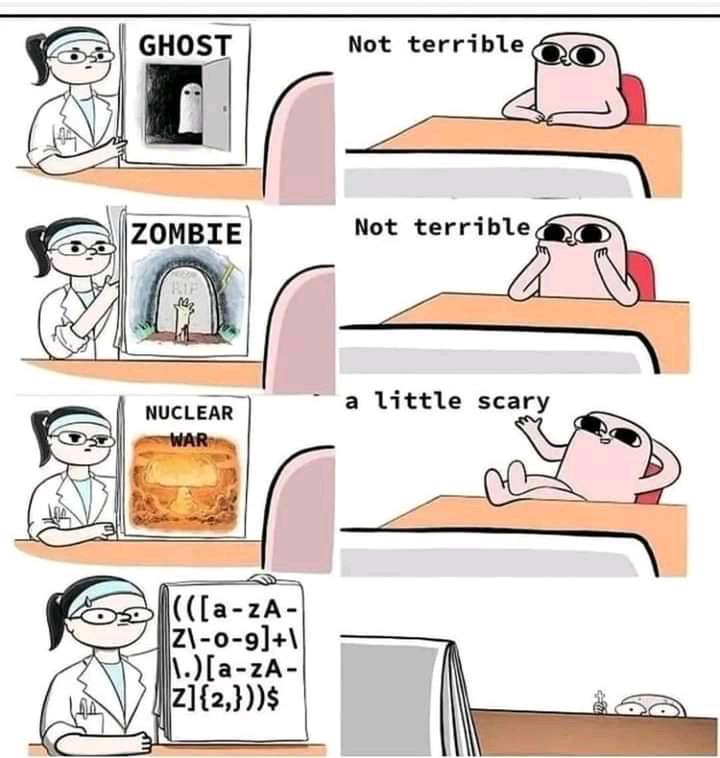 GHOST
Not terrible
ZOMBIE
RIP
Not terrible
NUCLEAR
WAR
a little scary
(([a-zA-
Z\-0-9]+\
\.)[a-zA-
Z]{2,}))$